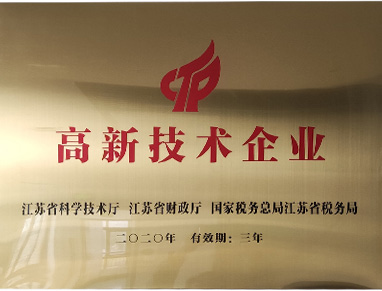 高新技术企业
江苏省科学技术厅 江苏省财政厅 国家税务总局江苏省税务局
二〇二〇年 有效期：三年